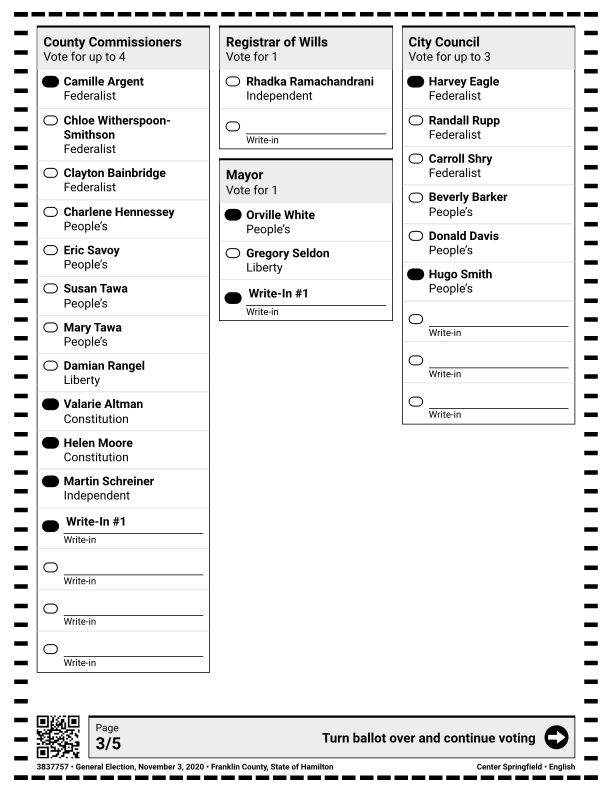 County Commissioners
Vote for up to 4
Camille Argent
Federalist
Chloe Witherspoon-
Smithson
Federalist
Clayton Bainbridge
Federalist
Charlene Hennessey
People's
Eric Savoy
People's
Susan Tawa
People's
Mary Tawa
People's
Damian Rangel
Liberty
Valarie Altman
Constitution
Helen Moore
Constitution
Martin Schreiner
Independent
Write-In #1
Write-in
Write-in
Write-in
Write-in
Registrar of Wills
Vote for 1
Rhadka Ramachandrani
Independent
Write-in
Mayor
Vote for 1
Orville White
People's
Gregory Seldon
Liberty
Write-In #1
Write-in
City Council
Vote for up to 3
Harvey Eagle
Federalist
Randall Rupp
Federalist
Carroll Shry
Federalist
Beverly Barker
People's
Donald Davis
People's
Hugo Smith
People's
Write-in
Write-in
Write-in
Page
3/5
Turn ballot over and continue voting
3837757 • General Election, November 3, 2020 • Franklin County, State of Hamilton
Center Springfield • English